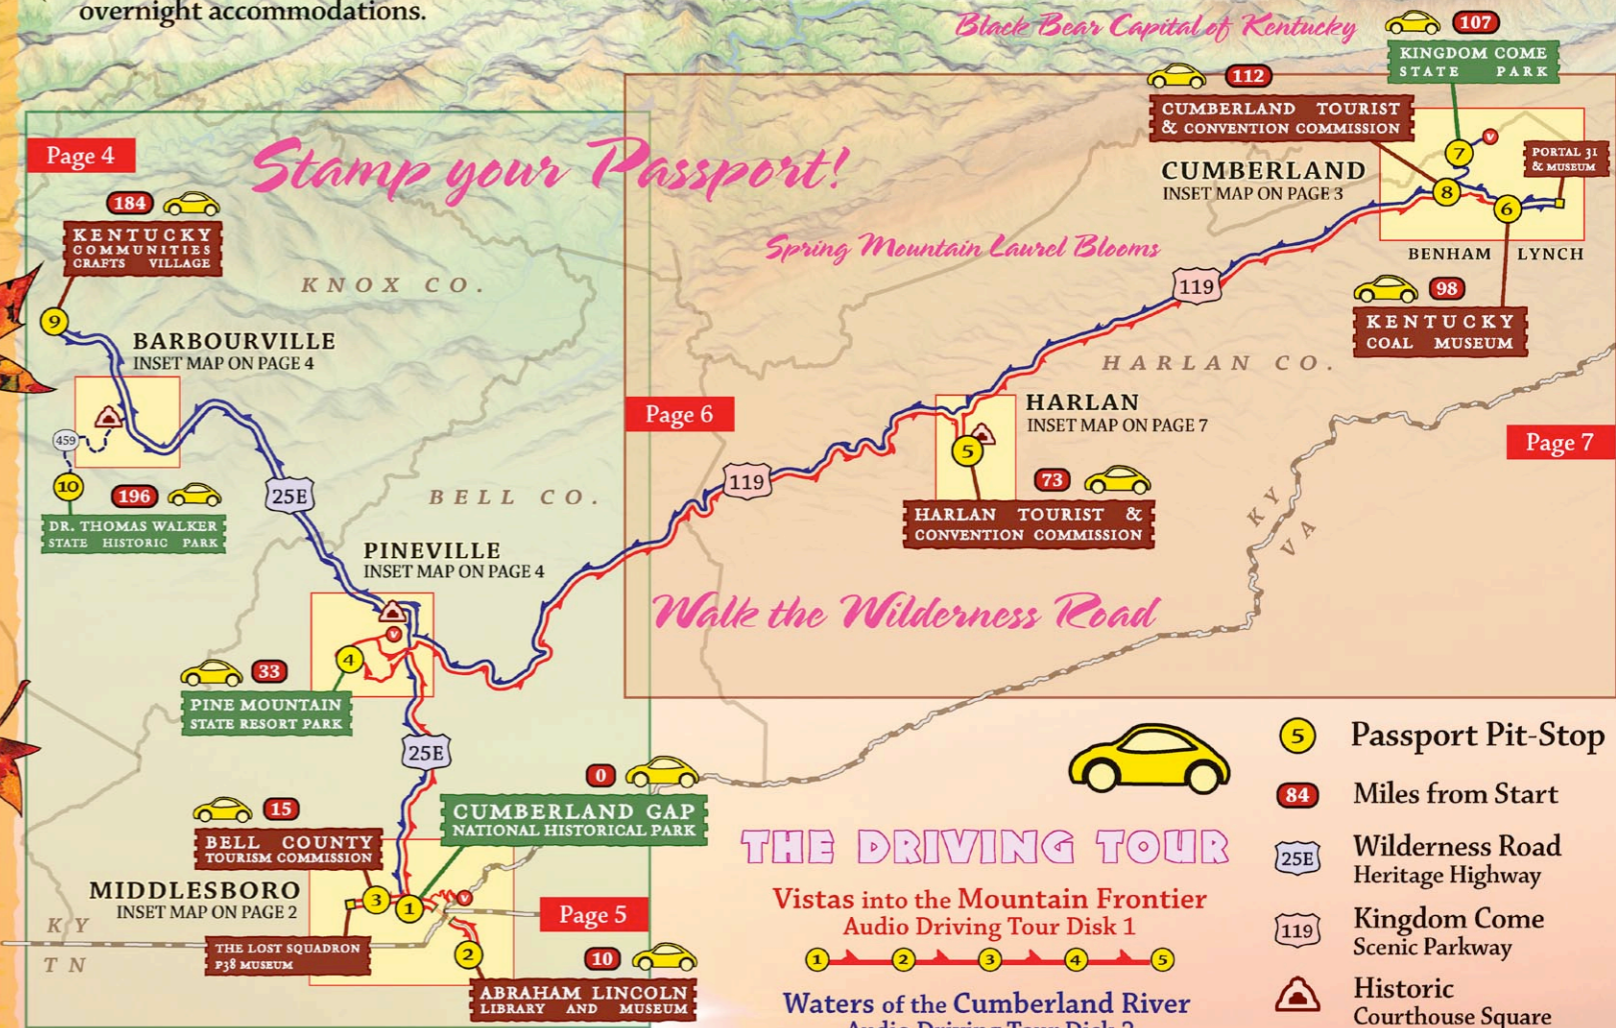 overnight accommodations.
Black Bear Capital of Kentucky
107
KINGDOM COME
STATE PARK
112
CUMBERLAND TOURIST
& CONVENTION COMMISSION
Page 4
Stamp your Passport!
CUMBERLAND
INSET MAP ON PAGE 3
7
V
PORTAL 31
& MUSEUM
8
6
184
KENTUCKY
COMMUNITIES
CRAFTS VILLAGE
Spring Mountain Laurel Blooms
BENHAM
LYNCH
KNOX CO.
119
98
KENTUCKY
COAL MUSEUM
9
BARBOURVILLE
INSET MAP ON PAGE 4
HARLAN CO.
Page 6
HARLAN
INSET MAP ON PAGE 7
Page 7
459
5
10
196
DR. THOMAS WALKER
STATE HISTORIC PARK
25E
BELL CO.
119
73
HARLAN TOURIST &
CONVENTION COMMISSION
KY
VA
PINEVILLE
INSET MAP ON PAGE 4
Walk the Wilderness Road
V
4
33
PINE MOUNTAIN
STATE RESORT PARK
25E
0
CUMBERLAND GAP
NATIONAL HISTORICAL PARK
15
BELL COUNTY
TOURISM COMMISSION
MIDDLESBORO
INSET MAP ON PAGE 2
3
1
V
Page 5
KY
TN
THE LOST SQUADRON
P38 MUSEUM
2
10
ABRAHAM LINCOLN
LIBRARY AND MUSEUM
5
Passport Pit-Stop
84
Miles from Start
25E
Wilderness Road
Heritage Highway
119
Kingdom Come
Scenic Parkway
Historic
Courthouse Square
THE DRIVING TOUR
Vistas into the Mountain Frontier
Audio Driving Tour Disk 1
1 2 3 4 5
Waters of the Cumberland River
Audio Driving Tour Disk 2